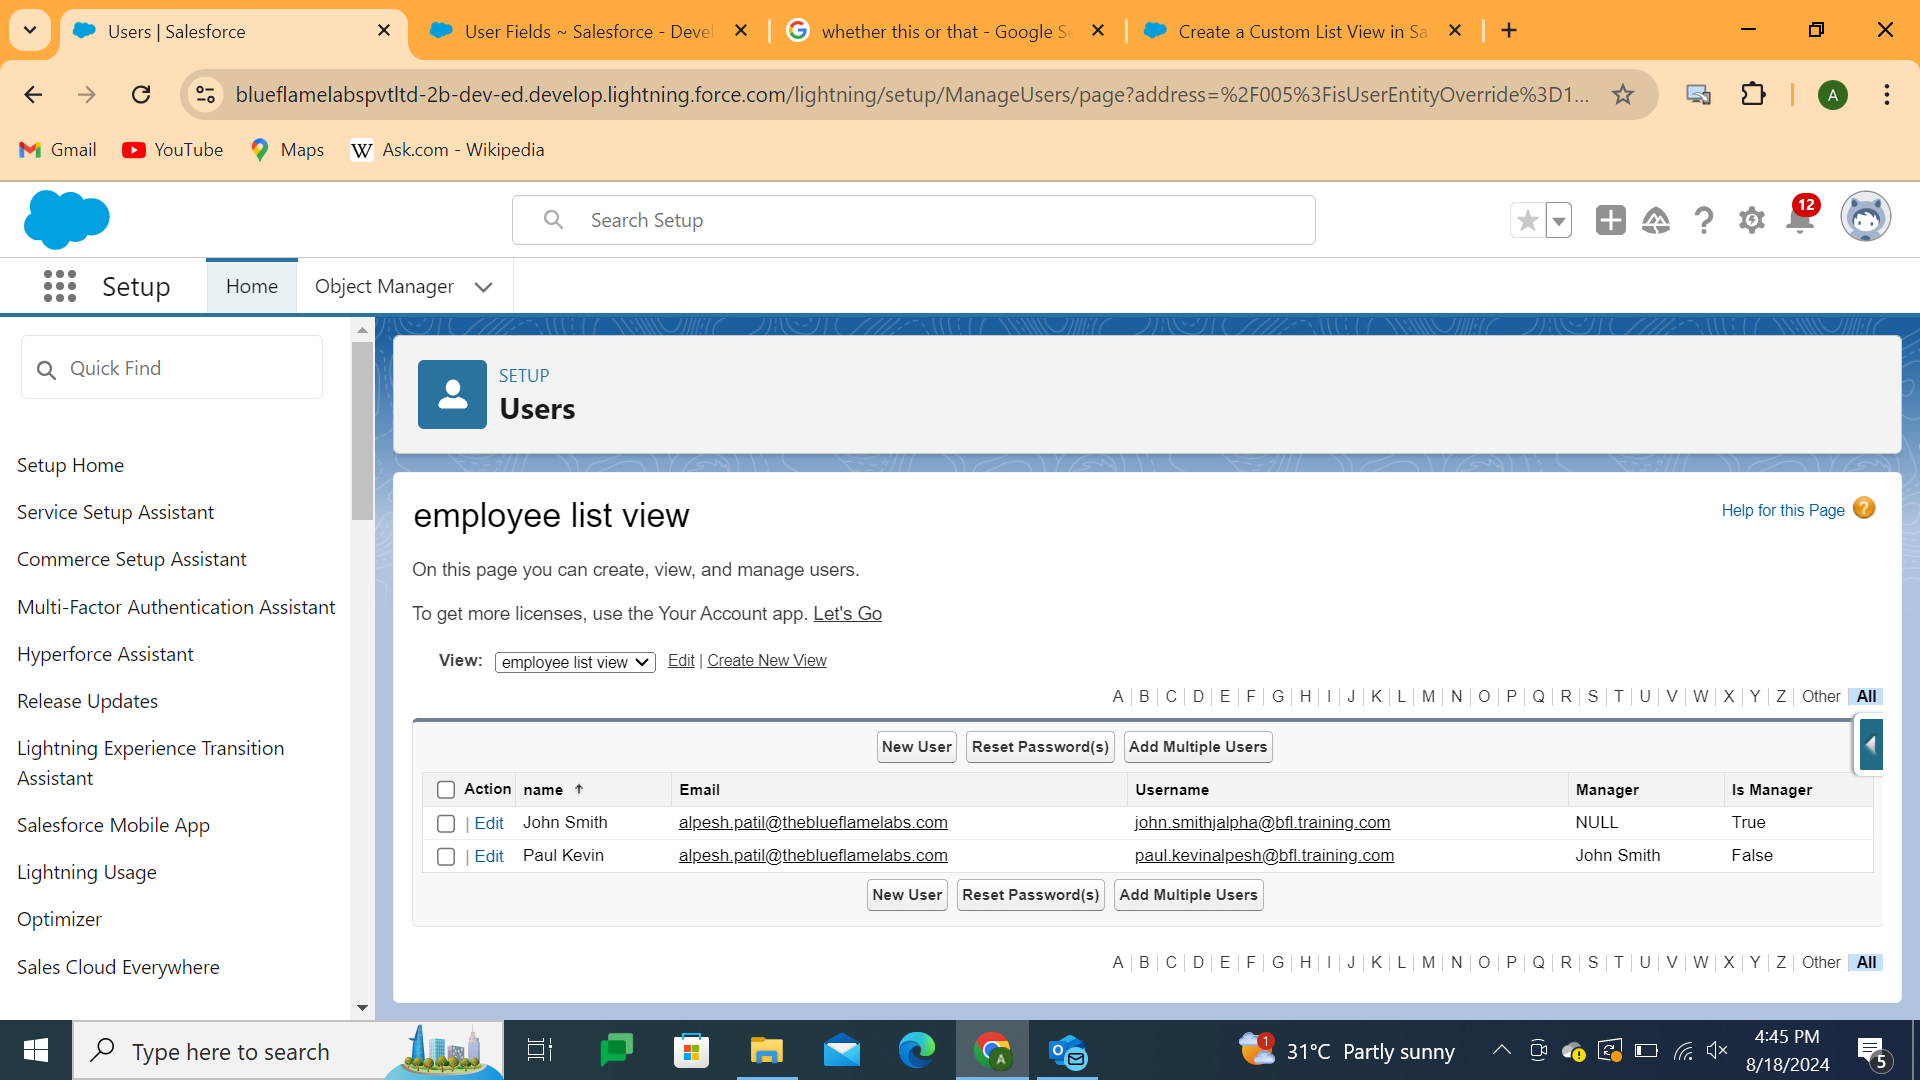 Users | Salesforce
User Fields ~ Salesforce - Devel
whether this or that - Google Se
Create a Custom List View in Sa
blueflamelabspvtltd-2b-dev-ed.develop.lightning.force.com/lightning/setup/ManageUsers/page?address=%2F005%3FisUserEntityOverride%3D1...
A
Gmail
YouTube
Maps
W Ask.com - Wikipedia
Search Setup
12
Setup
Home
Object Manager
Quick Find
Setup Home
Service Setup Assistant
Commerce Setup Assistant
Multi-Factor Authentication Assistant
Hyperforce Assistant
Release Updates
Lightning Experience Transition
Assistant
Salesforce Mobile App
Lightning Usage
Optimizer
Sales Cloud Everywhere
SETUP
Users
employee list view
Help for this Page ?
On this page you can create, view, and manage users.
To get more licenses, use the Your Account app. Let's Go
View: employee list view Edit | Create New View
A | B | C | D | E | F | G | H | I | J | K | L | M | N | O | P | Q | R | S | T | U | V | W | X | Y | Z | Other | All
New User Reset Password(s) Add Multiple Users
Action name ↑ Email Username Manager Is Manager
| Edit John Smith alpesh.patil@theblueflamelabs.com john.smithjalpha@bfl.training.com NULL True
| Edit Paul Kevin alpesh.patil@theblueflamelabs.com paul.kevinalpesh@bfl.training.com John Smith False
New User Reset Password(s) Add Multiple Users
A | B | C | D | E | F | G | H | I | J | K | L | M | N | O | P | Q | R | S | T | U | V | W | X | Y | Z | Other | All
Type here to search
A
1
31°C Partly sunny
4:45 PM
8/18/2024
5